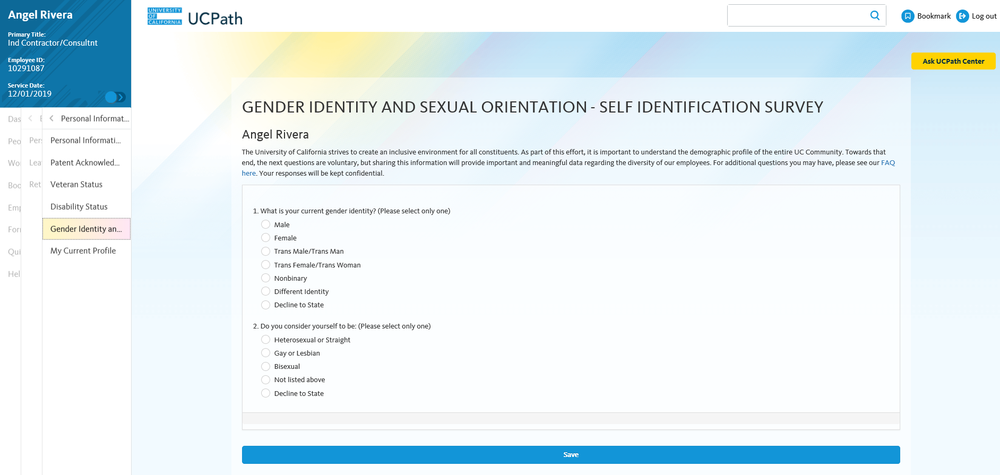 Angel Rivera
Primary Title:
Ind Contractor/Consultnt
Employee ID:
10291087
Service Date:
12/01/2019
UNIVERSITY
OF
CALIFORNIA
UCPath
Bookmark
Log out
Ask UCPath Center
Das
Peo
Wo
Boo
Emp
For
Qui
Hel
Per
Lea
Ret
Personal Informat...
Personal Informati...
Patent Acknowled...
Veteran Status
Disability Status
Gender Identity an...
My Current Profile
GENDER IDENTITY AND SEXUAL ORIENTATION - SELF IDENTIFICATION SURVEY
Angel Rivera
The University of California strives to create an inclusive environment for all constituents. As part of this effort, it is important to understand the demographic profile of the entire UC Community. Towards that
end, the next questions are voluntary, but sharing this information will provide important and meaningful data regarding the diversity of our employees. For additional questions you may have, please see our FAQ
here. Your responses will be kept confidential.
1. What is your current gender identity? (Please select only one)
Male
Female
Trans Male/Trans Man
Trans Female/Trans Woman
Nonbinary
Different Identity
Decline to State
2. Do you consider yourself to be: (Please select only one)
Heterosexual or Straight
Gay or Lesbian
Bisexual
Not listed above
Decline to State
Save